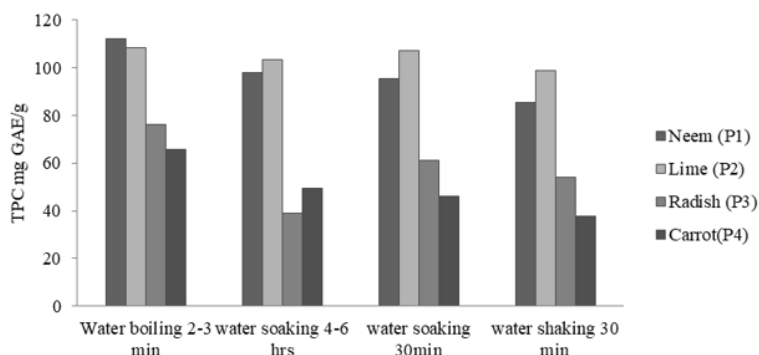 TPC mg GAE/g
120
100
80
60
40
20
0
Water boiling 2-3 min
water soaking 4-6 hrs
water soaking 30min
water shaking 30 min
Neem (P1)
Lime (P2)
Radish (P3)
Carrot(P4)